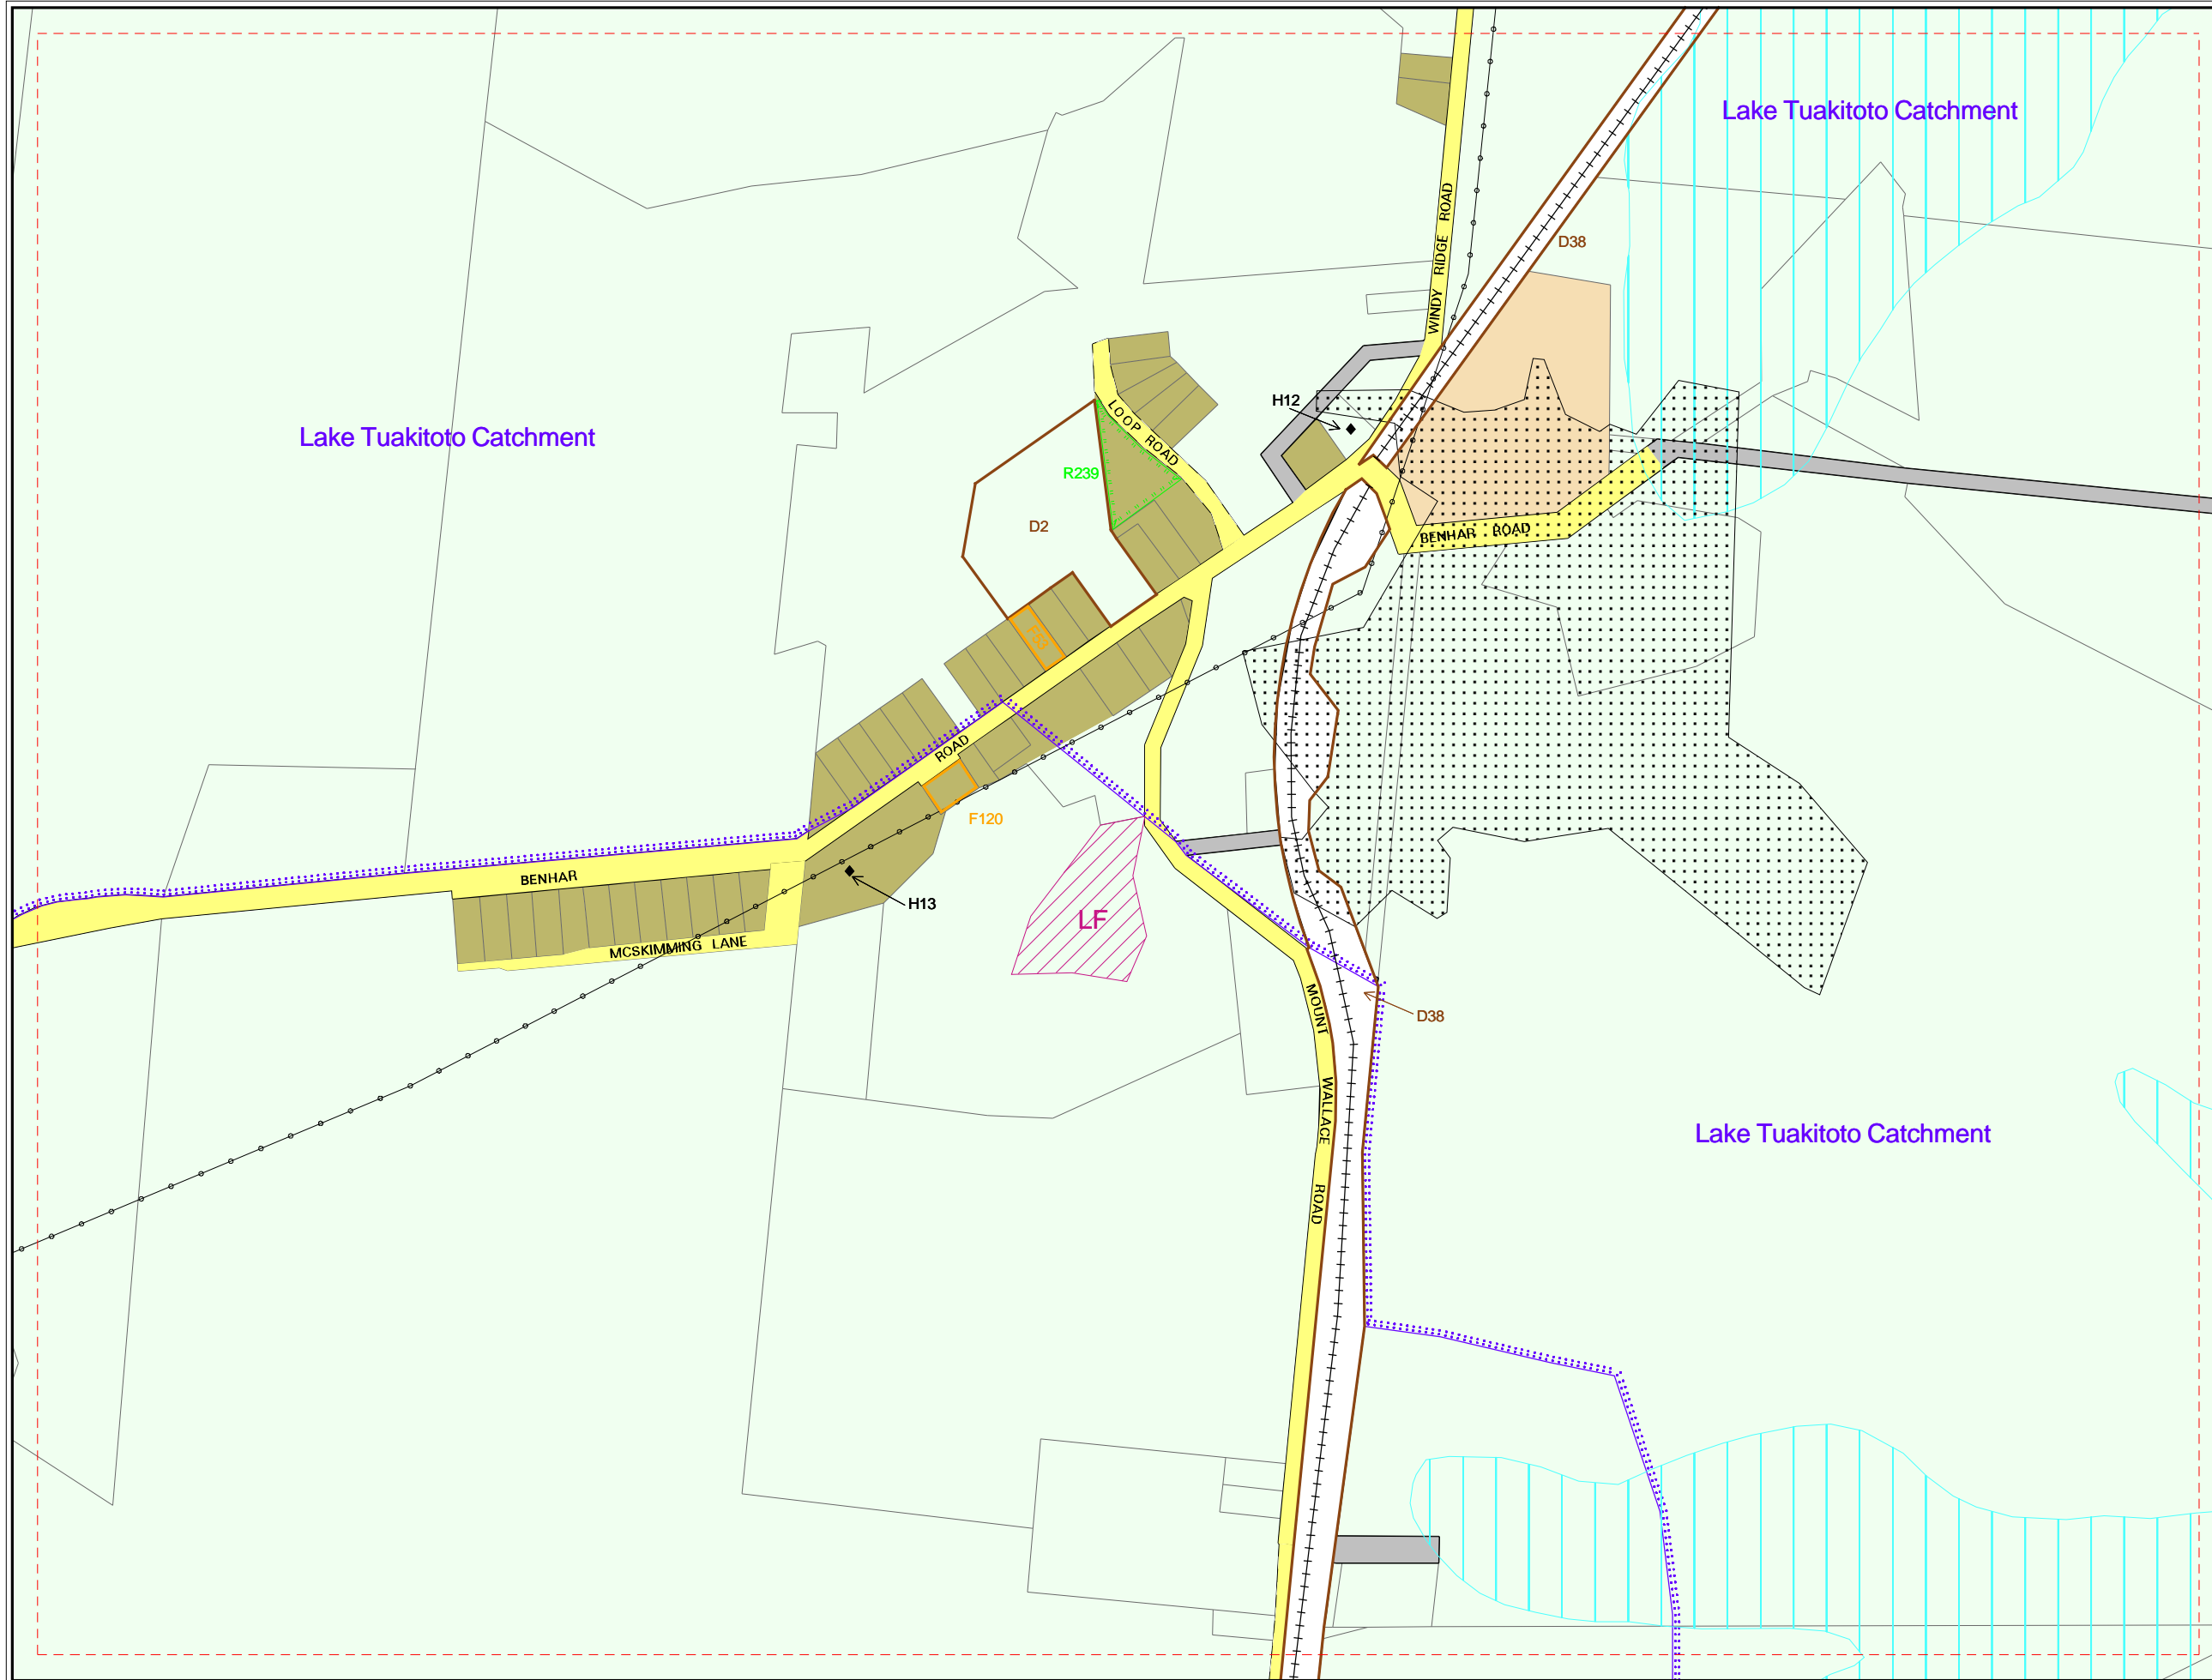 Lake Tuakitoto Catchment
WINDY RIDGE ROAD
D38
H12
LOOP ROAD
Lake Tuakitoto Catchment
R239
D2
BENHAR ROAD
ROAD
F120
BENHAR
H13
LF
MCSKIMMING LANE
MOUNT WALLACE ROAD
D38
Lake Tuakitoto Catchment